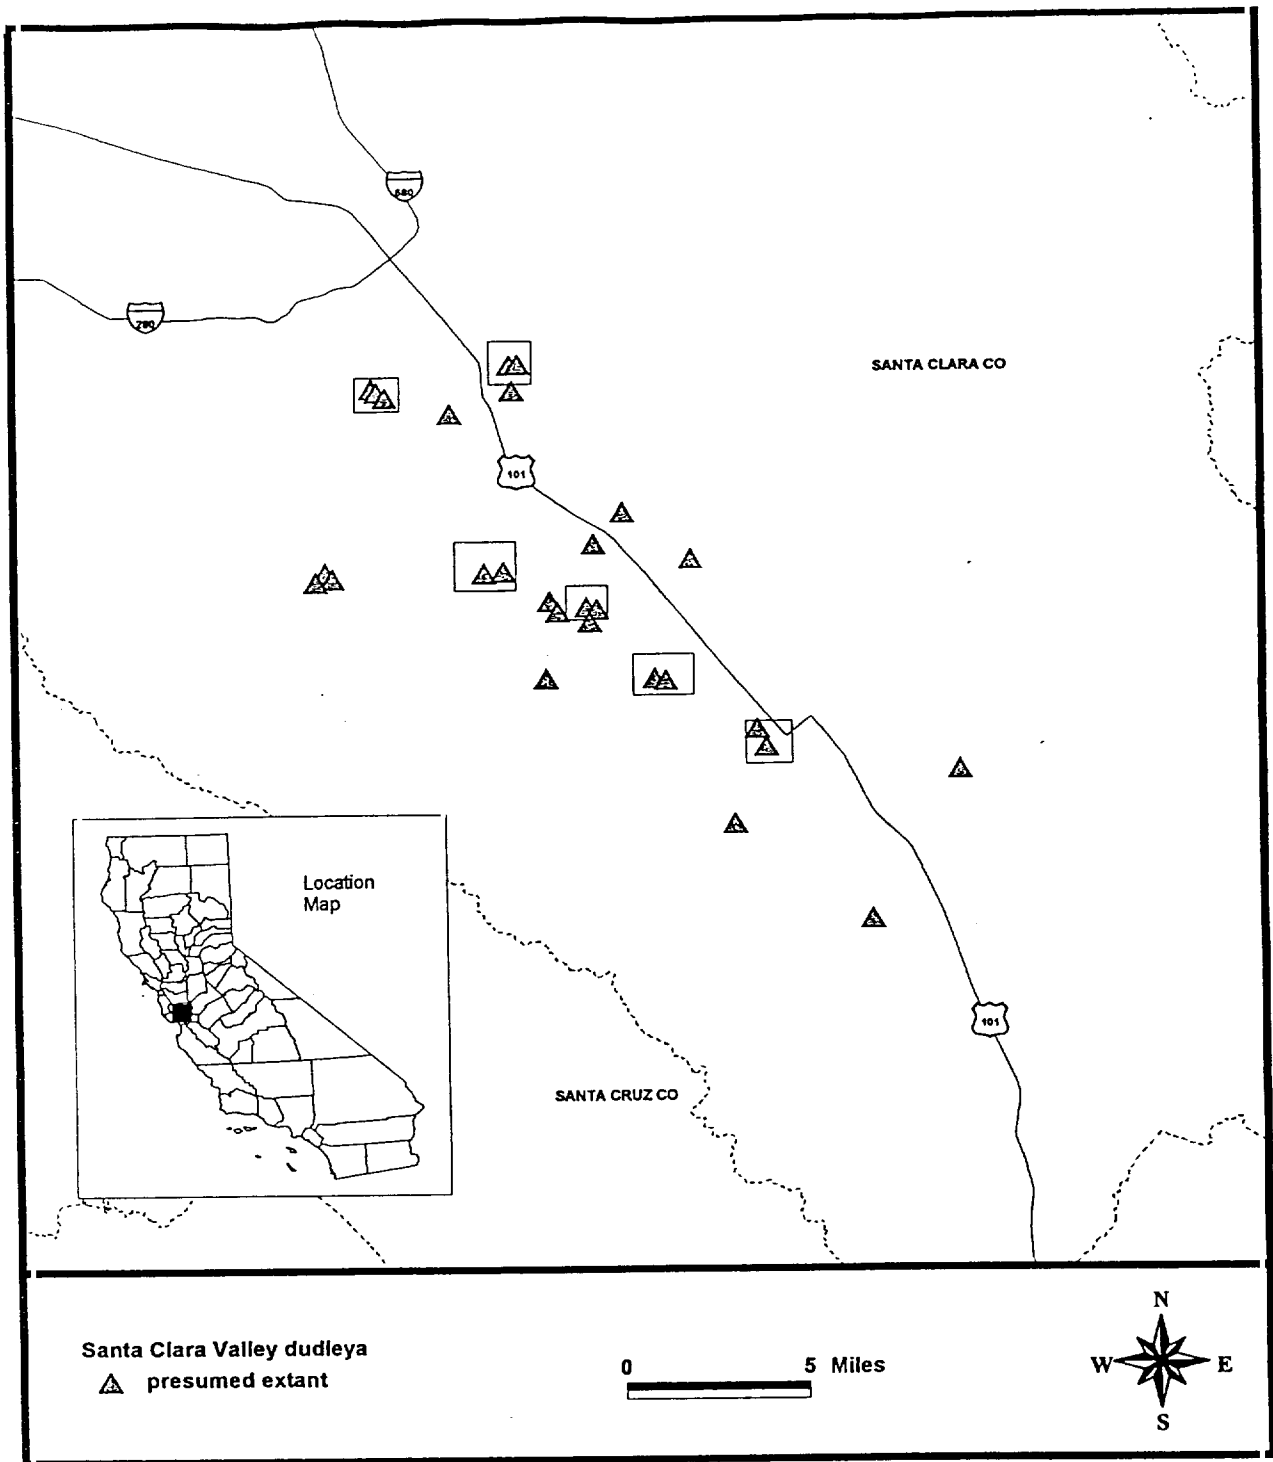 680
280
SANTA CLARA CO
101
Location
Map
101
SANTA CRUZ CO
N
Santa Clara Valley dudleya
0 5 Miles
W E
presumed extant
S